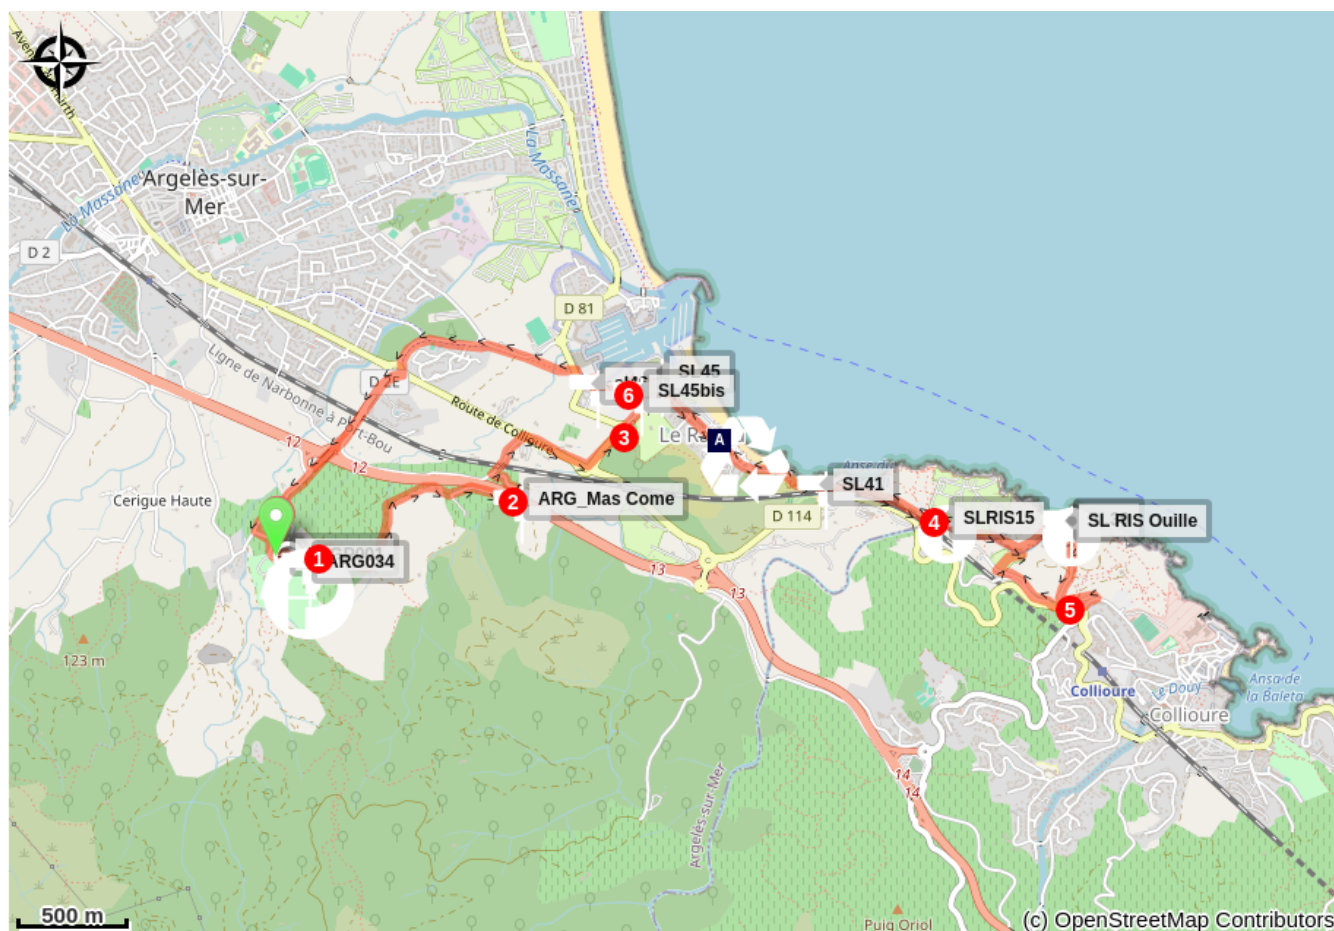 La Massane
Argelès-sur-
Mer
La Massane
D 2
D 81
Ligne de Narbonne à Port-Bou
D 2E
Route de Collioure
SL45
SL45bis
6
3
A
12
12
Cerigue Haute
2
ARG_Mas Come
SL41
D 114
4
SLRIS15
SL RIS Ouille
1
ARG034
5
13
13
123 m
Collioure
Le Douy
Collioure
Anse de
la Baleta
14
14
Argelès-sur-Mer
Puig Oriol
500 m
(c) OpenStreetMap Contributors